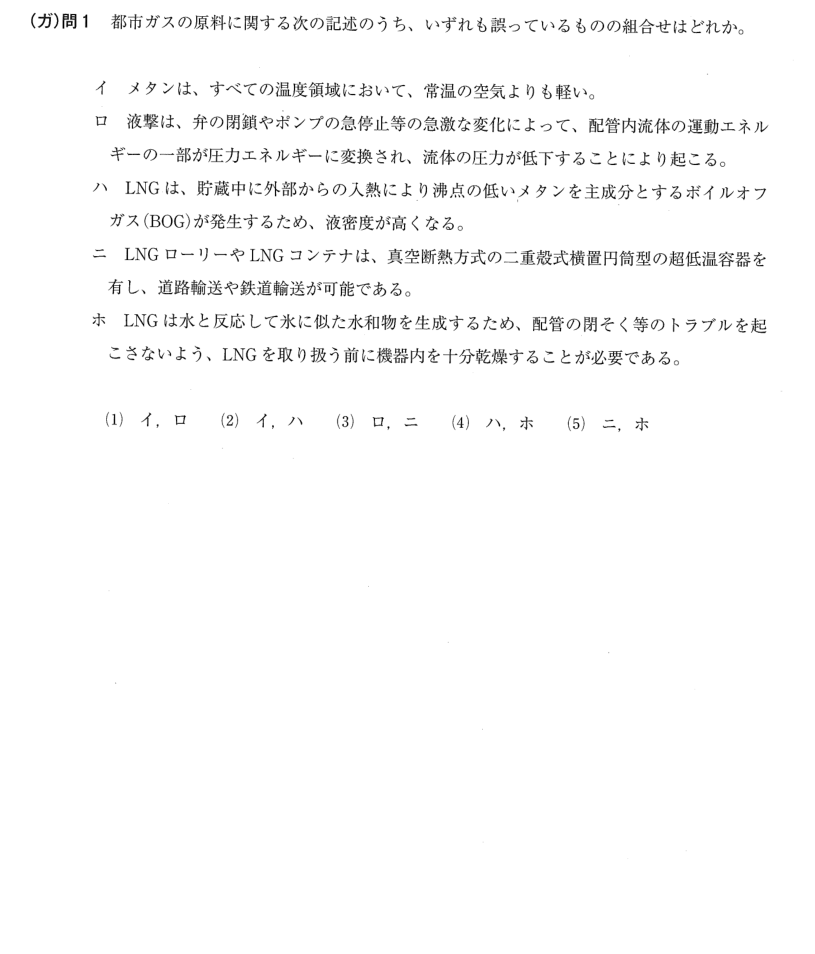 (ガ)問1 都市ガスの原料に関する次の記述のうち、いずれも誤っているものの組合せはどれか。
イ メタンは、すべての温度領域において、常温の空気よりも軽い。
ロ 液撃は、弁の閉鎖やポンプの急停止等の急激な変化によって、配管内流体の運動エネル
ギーの一部が圧力エネルギーに変換され、流体の圧力が低下することにより起こる。
ハ LNGは、貯蔵中に外部からの入熱により沸点の低いメタンを主成分とするボイルオフ
ガス(BOG)が発生するため、液密度が高くなる。
ニ LNGローリーやLNGコンテナは、真空断熱方式の二重殻式横置円筒型の超低温容器を
有し、道路輸送や鉄道輸送が可能である。
ホ LNGは水と反応して氷に似た水和物を生成するため、配管の閉そく等のトラブルを起
こさないよう、LNGを取り扱う前に機器内を十分乾燥することが必要である。
(1) イ,ロ (2) イ,ハ (3) ロ,ニ (4) ハ,ホ (5) ニ,ホ